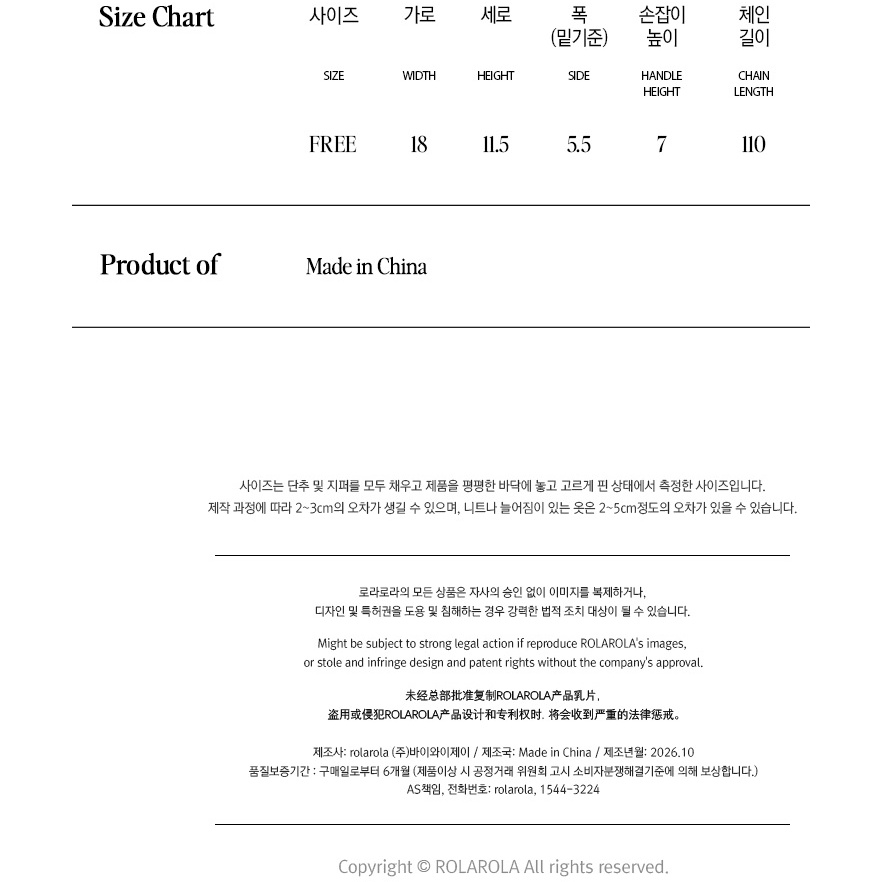 Size Chart
사이즈 가로 세로 폭 (밑기준) 손잡이 높이 체인 길이
SIZE WIDTH HEIGHT SIDE HANDLE HEIGHT CHAIN LENGTH
FREE 18 11.5 5.5 7 110
Product of Made in China
사이즈는 단추 및 지퍼를 모두 채우고 제품을 평평한 바닥에 놓고 고르게 핀 상태에서 측정한 사이즈입니다.
제작 과정에 따라 2~3cm의 오차가 생길 수 있으며, 니트나 늘어짐이 있는 옷은 2~5cm정도의 오차가 있을 수 있습니다.
로라로라의 모든 상품은 자사의 승인 없이 이미지를 복제하거나,
디자인 및 특허권을 도용 및 침해하는 경우 강력한 법적 조치 대상이 될 수 있습니다.
Might be subject to strong legal action if reproduce ROLAROLA's images,
or stole and infringe design and patent rights without the company's approval.
未经总部批准复制ROLAROLA产品乳片,
盗用或侵犯ROLAROLA产品设计和专利权时, 将会收到严重的法律惩戒。
제조사: rolarola (주)바이와이제이 / 제조국: Made in China / 제조년월: 2026.10
품질보증기간 : 구매일로부터 6개월 (제품이상 시 공정거래 위원회 고시 소비자분쟁해결기준에 의해 보상합니다.)
AS책임, 전화번호: rolarola, 1544-3224
Copyright © ROLAROLA All rights reserved.